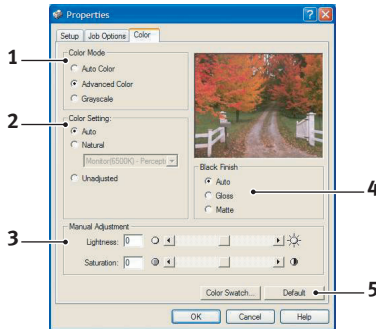 Properties
Setup Job Options Color
1
Color Mode
Auto Color
Advanced Color
Grayscale
2
Color Setting:
Auto
Natural
Monitor(6500K) - Percepti
Unadjusted
Black Finish
Auto
Gloss
Matte
4
3
Manual Adjustment
Lightness: 0
Saturation: 0
Color Swatch... Default
5
OK Cancel Help